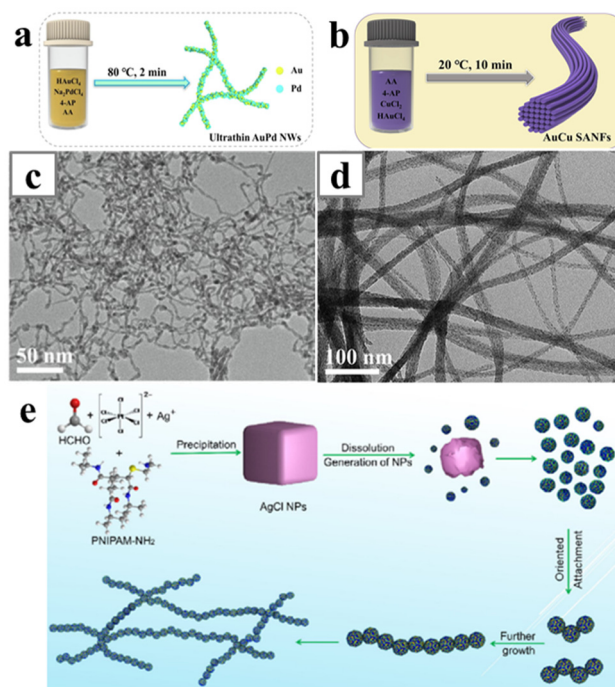 a
HAuCl₄
Na₂PdCl₄
4-AP
AA
80 °C, 2 min
Au
Pd
Ultrathin AuPd NWs
b
AA
4-AP
CuCl₂
HAuCl₄
20 °C, 10 min
AuCu SANFs
c
50 nm
d
100 nm
e
HCHO
+
Cl
Cl
Cl
Pt
Cl
Cl
Cl
2−
+ Ag⁺
+
PNIPAM-NH₂
Precipitation
AgCl NPs
Dissolution
Generation of NPs
Oriented
Attachment
Further
growth